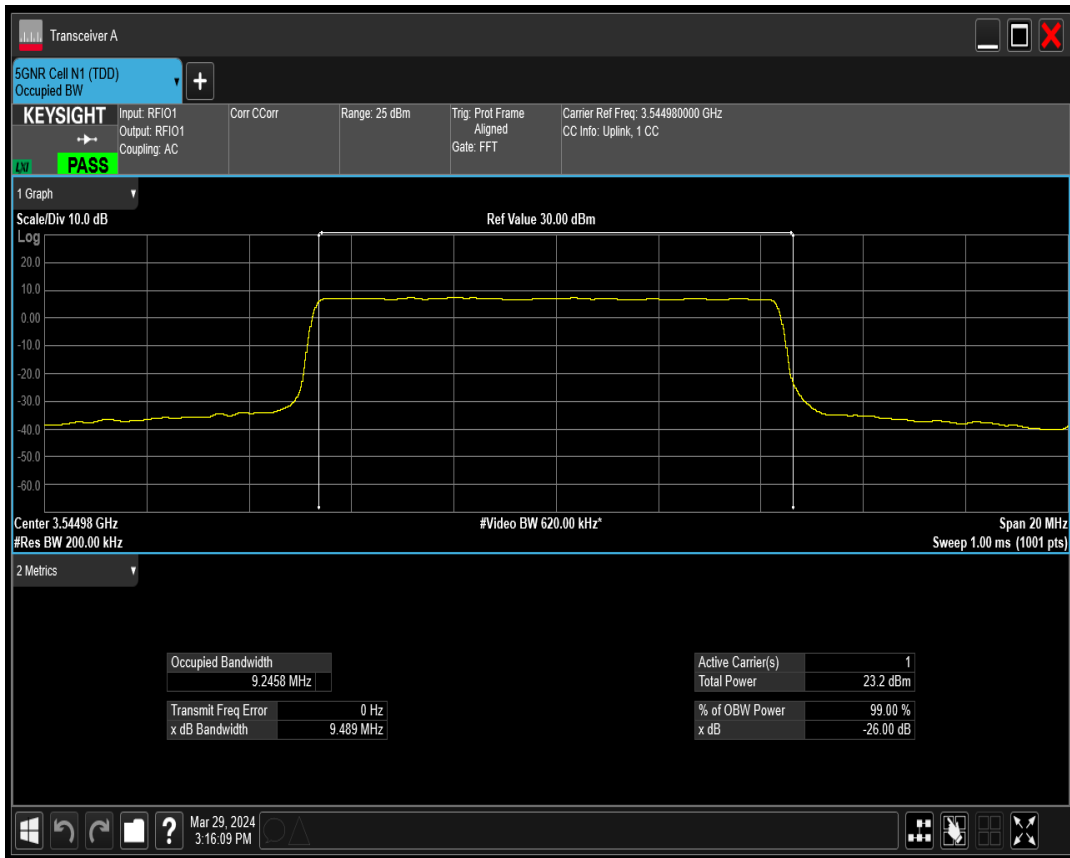 Transceiver A
5GNR Cell N1 (TDD)
Occupied BW
+
KEYSIGHT
LXI
PASS
Input: RFIO1
Output: RFIO1
Coupling: AC
Corr CCorr
Range: 25 dBm
Trig: Prot Frame
Aligned
Gate: FFT
Carrier Ref Freq: 3.544980000 GHz
CC Info: Uplink, 1 CC
1 Graph
Scale/Div 10.0 dB
Ref Value 30.00 dBm
Log
20.0
10.0
0.00
-10.0
-20.0
-30.0
-40.0
-50.0
-60.0
Center 3.54498 GHz
#Video BW 620.00 kHz*
Span 20 MHz
#Res BW 200.00 kHz
Sweep 1.00 ms (1001 pts)
2 Metrics
Occupied Bandwidth
9.2458 MHz
Transmit Freq Error 0 Hz
x dB Bandwidth 9.489 MHz
Active Carrier(s) 1
Total Power 23.2 dBm
% of OBW Power 99.00 %
x dB -26.00 dB
?
Mar 29, 2024
3:16:09 PM